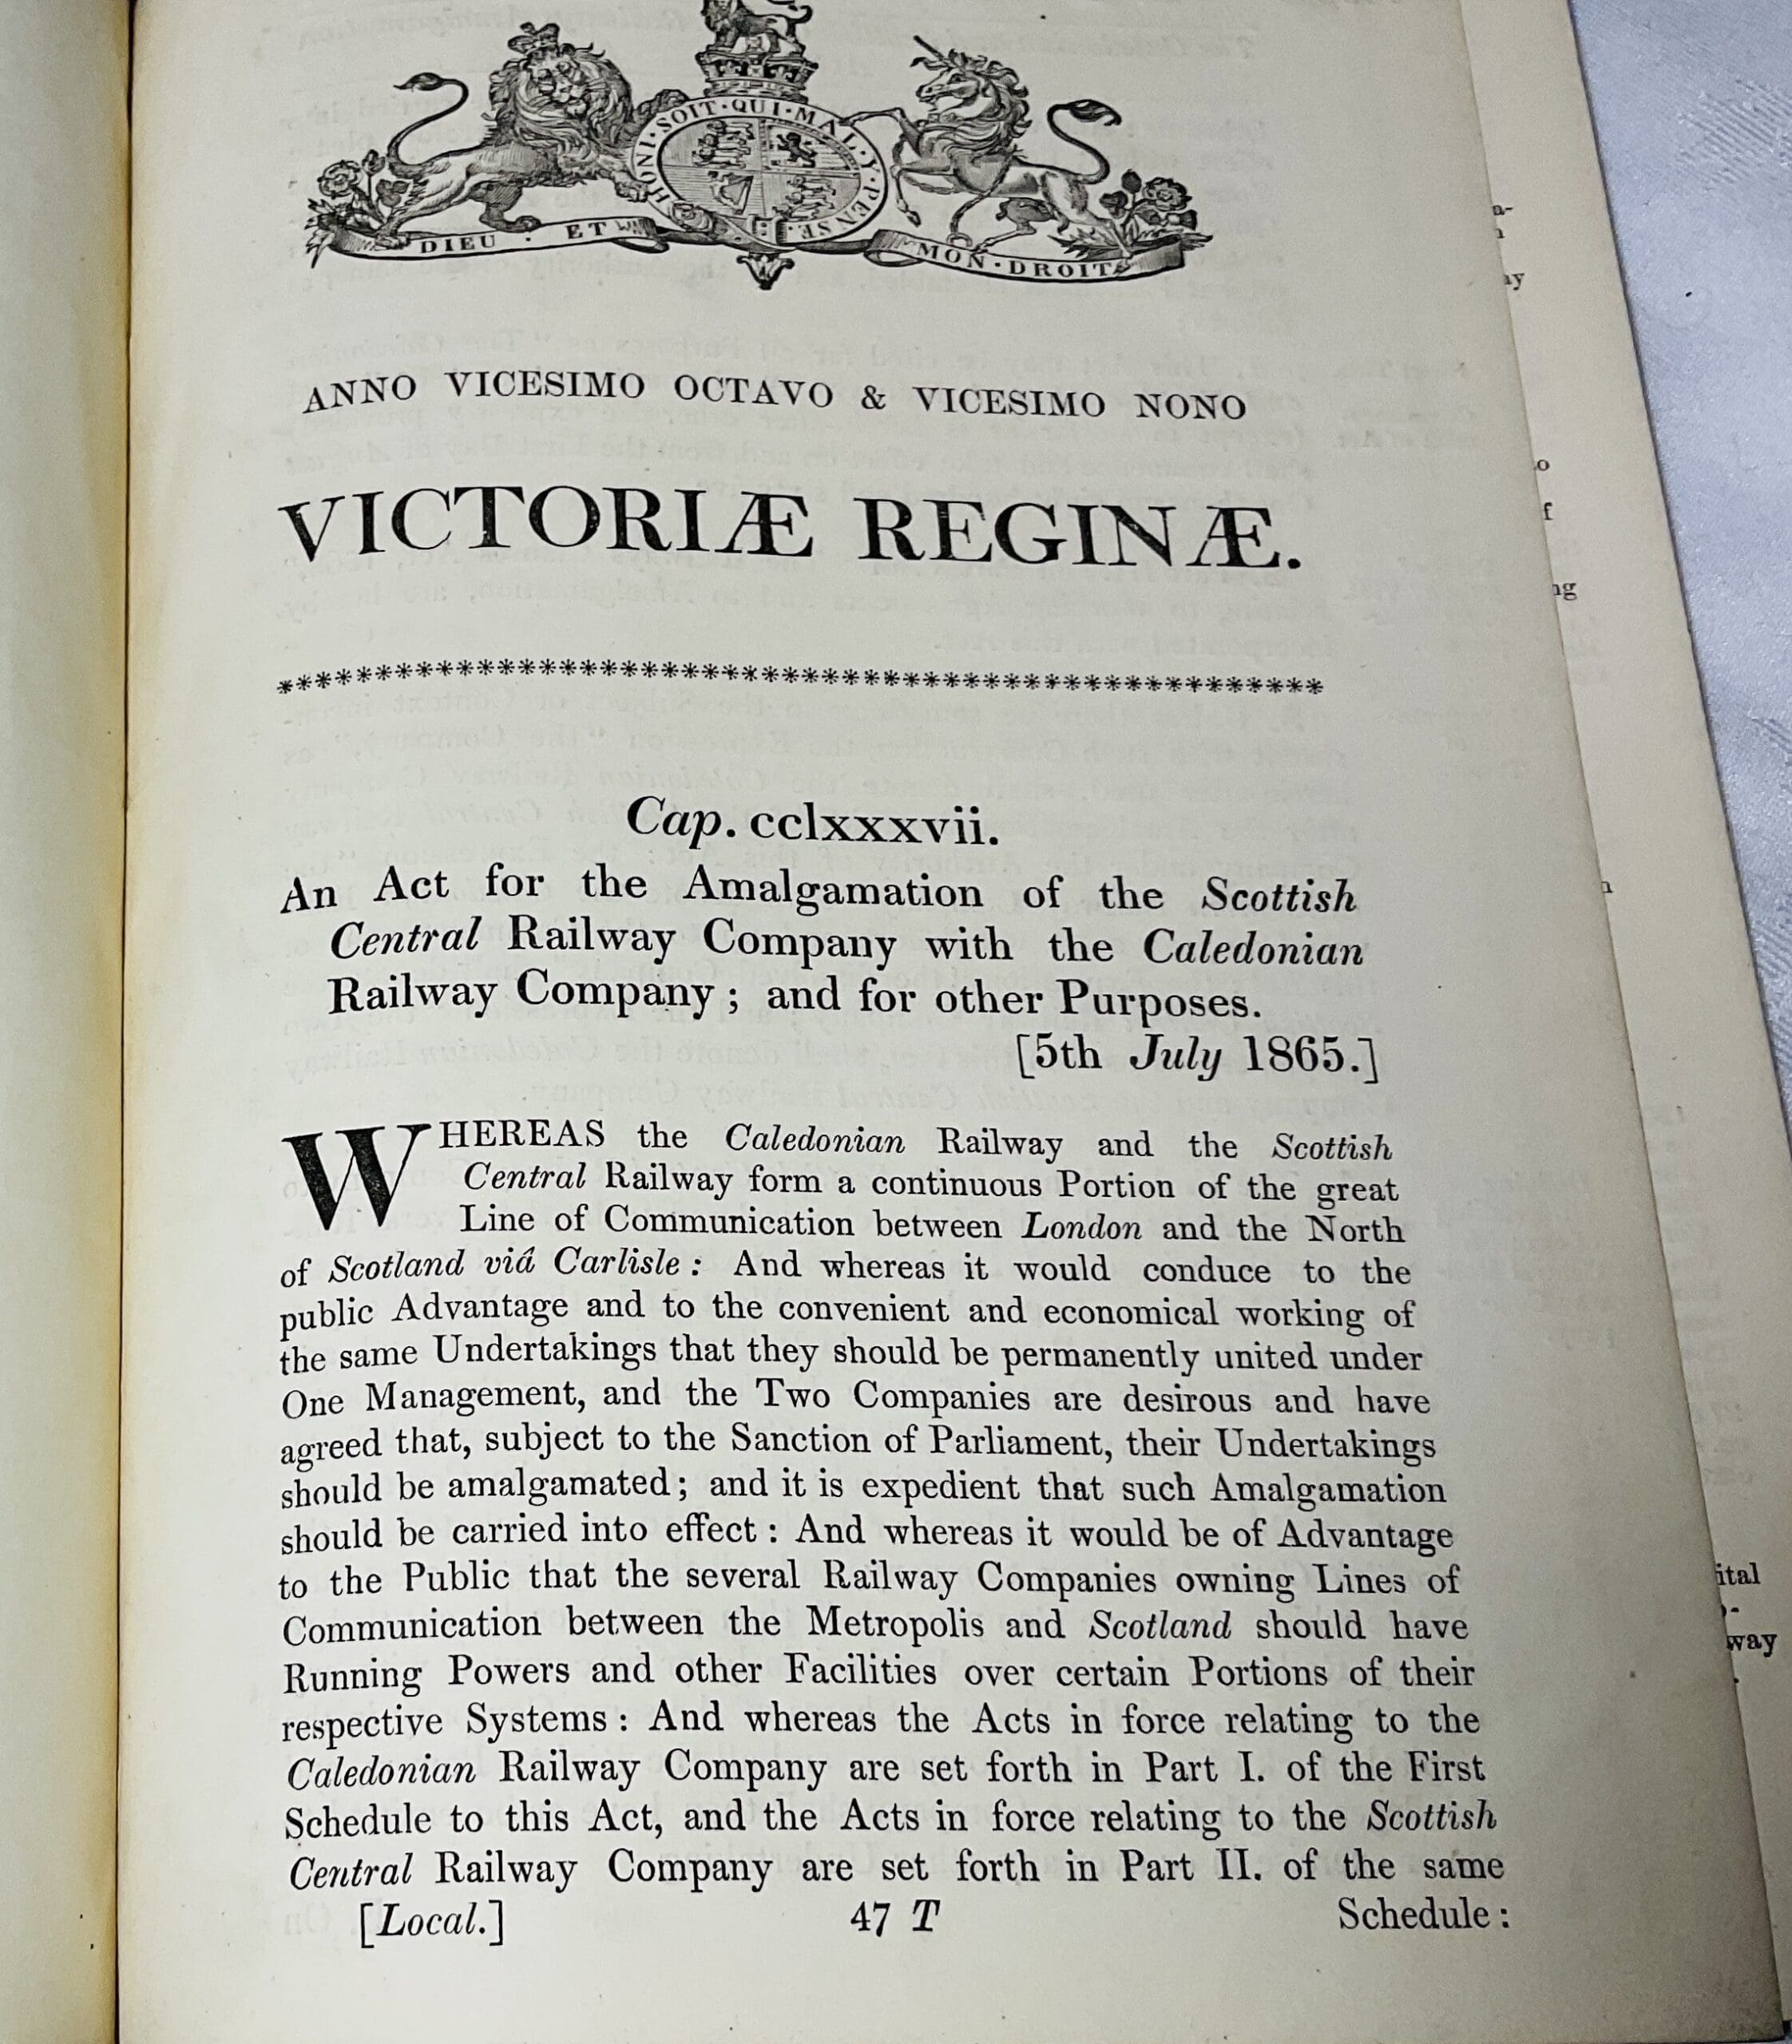 HONI·SOIT·QUI·MAL·Y·PENSE
DIEU · ET
MON·DROIT
ANNO VICESIMO OCTAVO & VICESIMO NONO
VICTORIÆ REGINÆ.
****************************************************
Cap. cclxxxvii.
An Act for the Amalgamation of the Scottish
Central Railway Company with the Caledonian
Railway Company; and for other Purposes.
[5th July 1865.]
WHEREAS the Caledonian Railway and the Scottish
Central Railway form a continuous Portion of the great
Line of Communication between London and the North
of Scotland viâ Carlisle: And whereas it would conduce to the
public Advantage and to the convenient and economical working of
the same Undertakings that they should be permanently united under
One Management, and the Two Companies are desirous and have
agreed that, subject to the Sanction of Parliament, their Undertakings
should be amalgamated; and it is expedient that such Amalgamation
should be carried into effect: And whereas it would be of Advantage
to the Public that the several Railway Companies owning Lines of
Communication between the Metropolis and Scotland should have
Running Powers and other Facilities over certain Portions of their
respective Systems: And whereas the Acts in force relating to the
Caledonian Railway Company are set forth in Part I. of the First
Schedule to this Act, and the Acts in force relating to the Scottish
Central Railway Company are set forth in Part II. of the same
[Local.] 47 T Schedule: